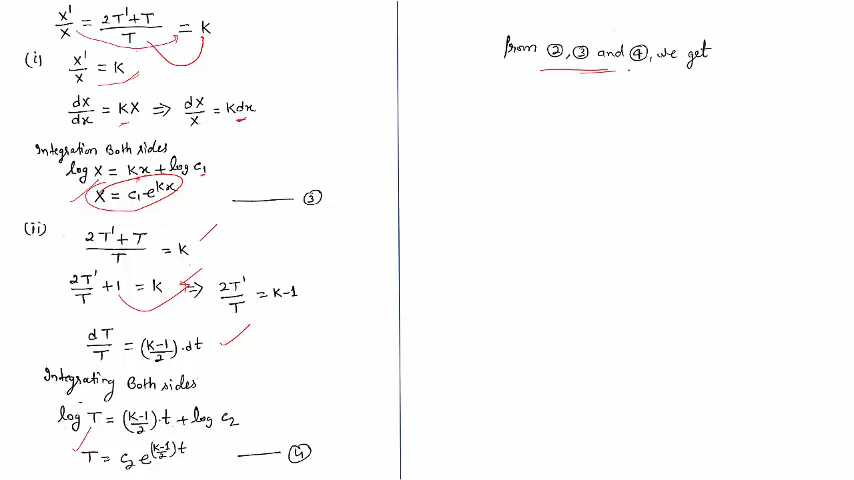 X'/X = 2T'+T/T = K
(i) X'/X = K
dX/dx = KX ⇒ dX/X = Kdx
Integration Both sides
log X = Kx + log c₁
X = c₁e^{Kx} ——— ③
(ii)
2T'+T/T = K
2T'/T + 1 = K ⇒ 2T'/T = K-1
dT/T = (K-1/2).dt
Integrating Both sides
log T = (K-1/2).t + log c₂
T = c₂ e^{(K-1/2)t} ——— ④
From ②, ③ and ④, we get